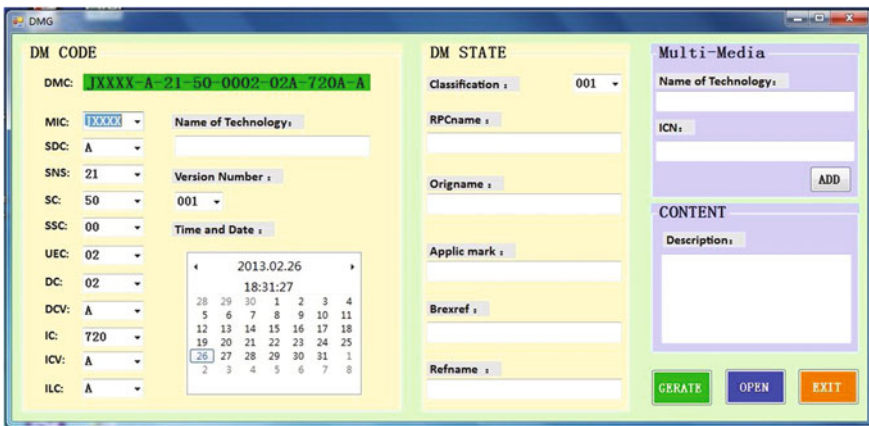 DMG
DM CODE
DMC: JXXXX-A-21-50-0002-02A-720A-A
MIC: JXXXX
SDC: A
SNS: 21
SC: 50
SSC: 00
UEC: 02
DC: 02
DCV: A
IC: 720
ICV: A
ILC: A
Name of Technology:
Version Number :
001
Time and Date :
2013.02.26
18:31:27
28 29 30 1 2 3 4
5 6 7 8 9 10 11
12 13 14 15 16 17 18
19 20 21 22 23 24 25
26 27 28 29 30 31 1
2 3 4 5 6 7 8
DM STATE
Classification : 001
RPCname :
Origname :
Applic mark :
Brexref :
Refname :
Multi-Media
Name of Technology:
ICN:
ADD
CONTENT
Description:
GERATE OPEN EXIT